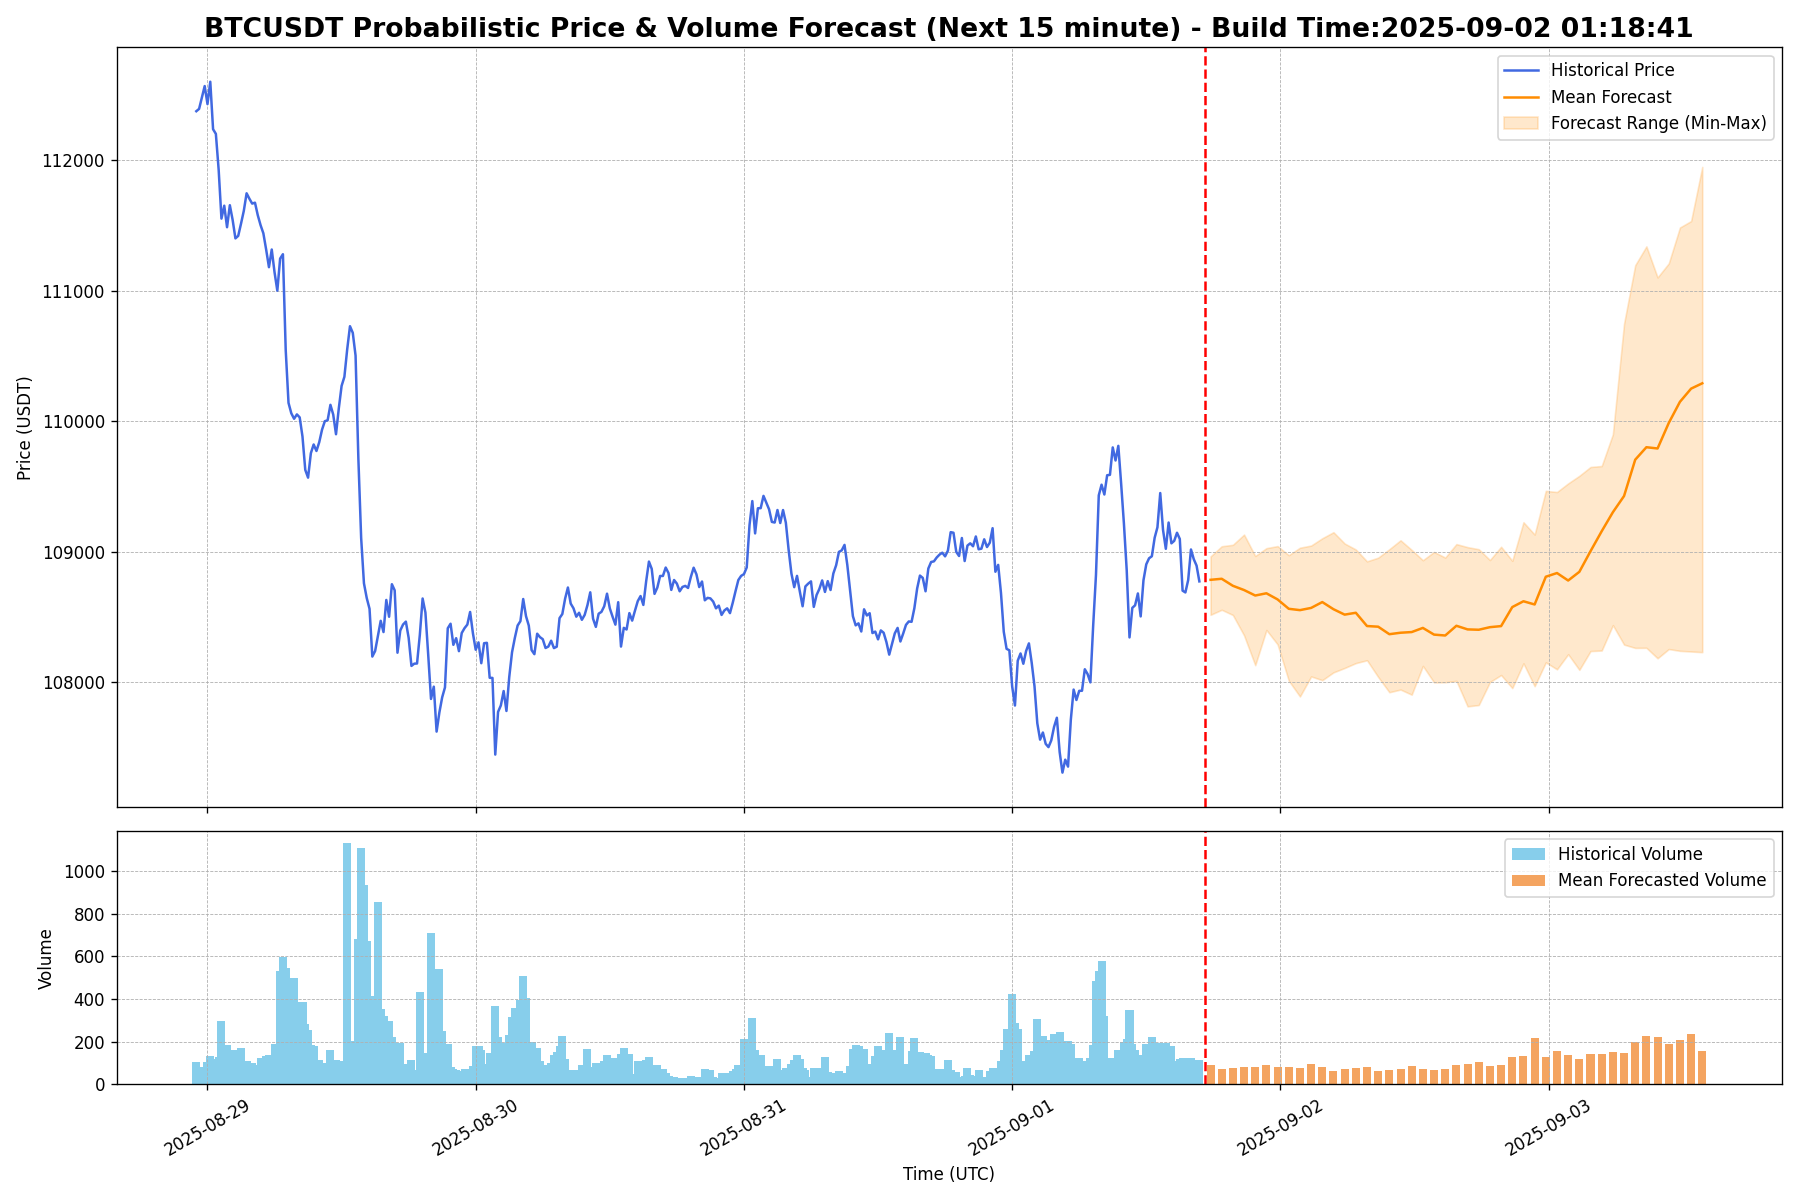 BTCUSDT Probabilistic Price & Volume Forecast (Next 15 minute) - Build Time:2025-09-02 01:18:41
Historical Price
Mean Forecast
Forecast Range (Min-Max)
Price (USDT)
112000
111000
110000
109000
108000
Historical Volume
Mean Forecasted Volume
Volume
1000
800
600
400
200
0
2025-08-29
2025-08-30
2025-08-31
2025-09-01
2025-09-02
2025-09-03
Time (UTC)